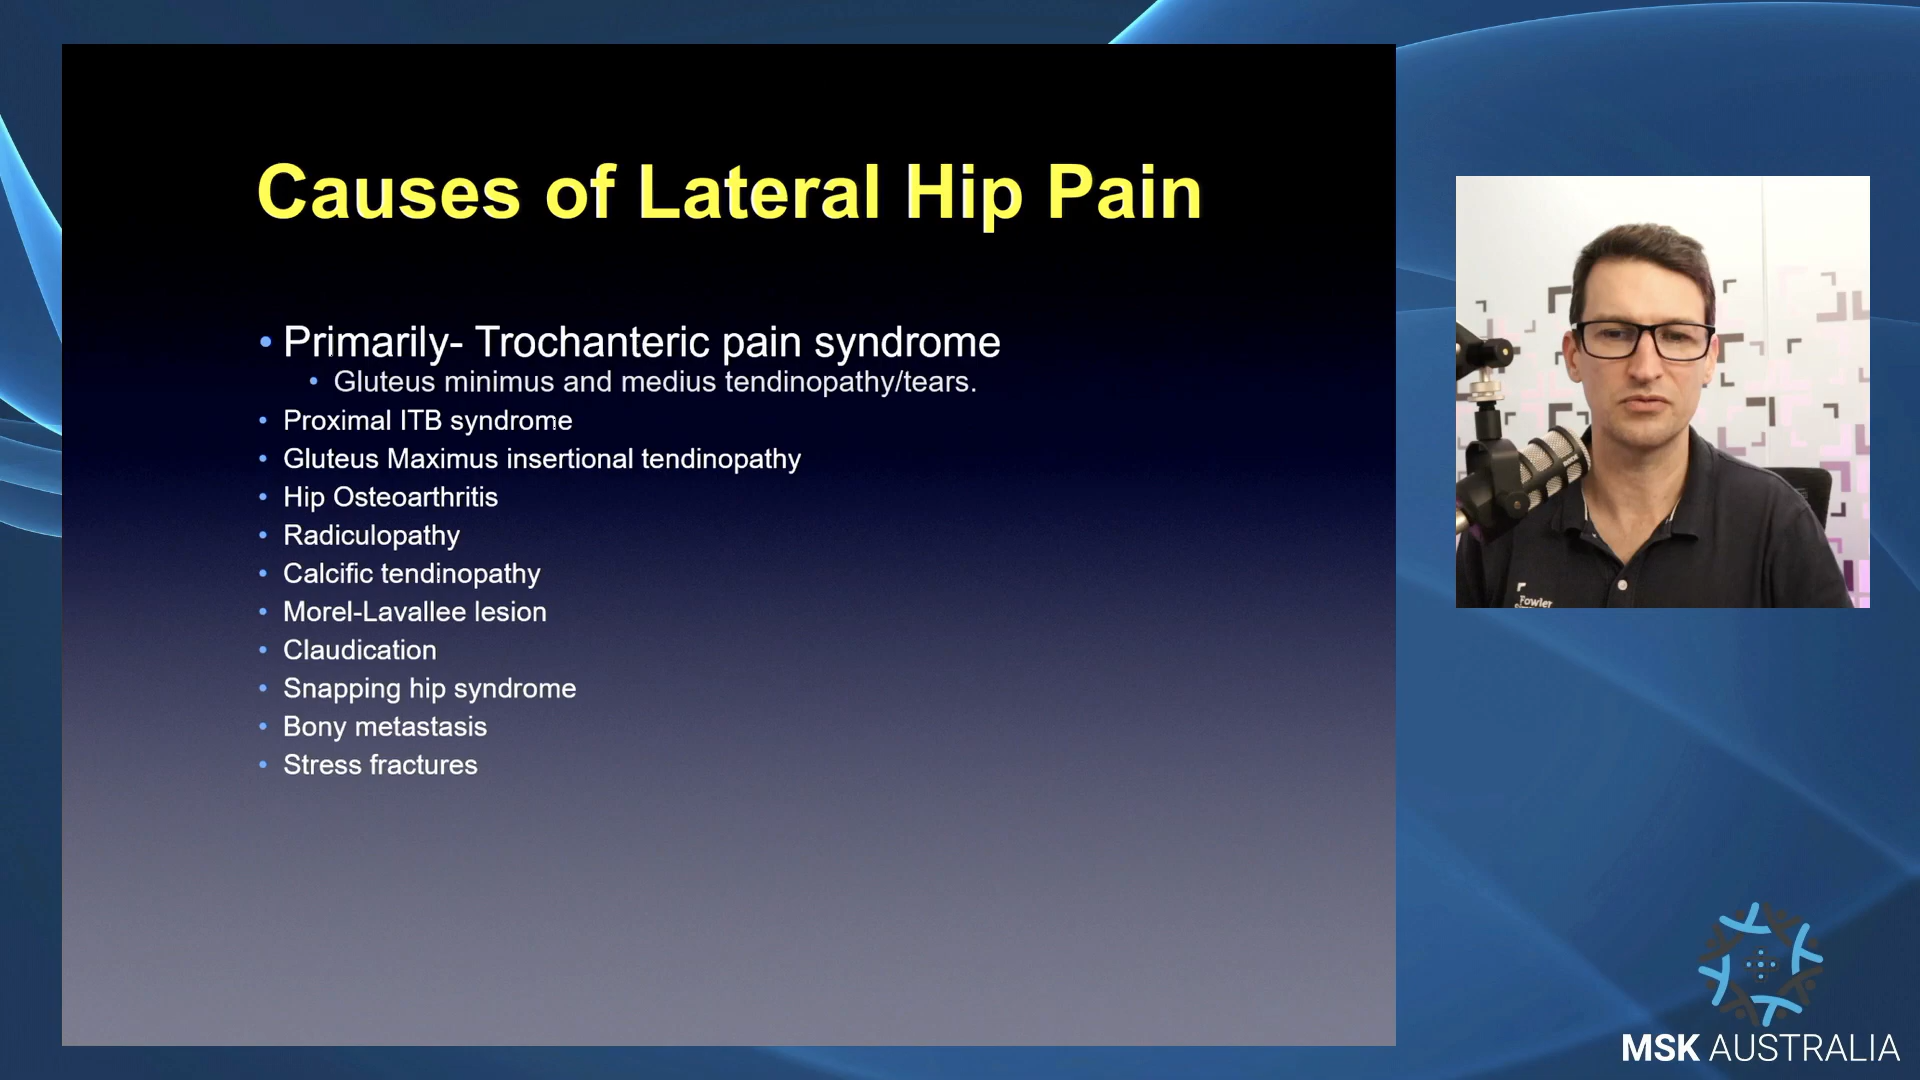 Causes of Lateral Hip Pain
• Primarily- Trochanteric pain syndrome
• Gluteus minimus and medius tendinopathy/tears.
• Proximal ITB syndrome
• Gluteus Maximus insertional tendinopathy
• Hip Osteoarthritis
• Radiculopathy
• Calcific tendinopathy
• Morel-Lavallee lesion
• Claudication
• Snapping hip syndrome
• Bony metastasis
• Stress fractures
Fowler
MSK AUSTRALIA